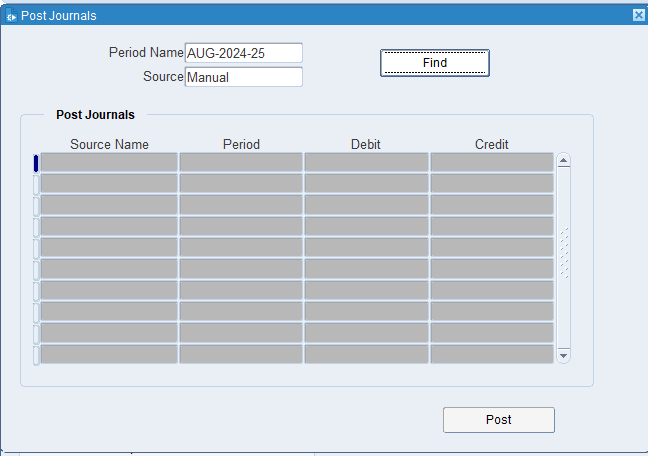 Post Journals
Period Name AUG-2024-25
Source Manual
Find
Post Journals
Source Name Period Debit Credit
Post